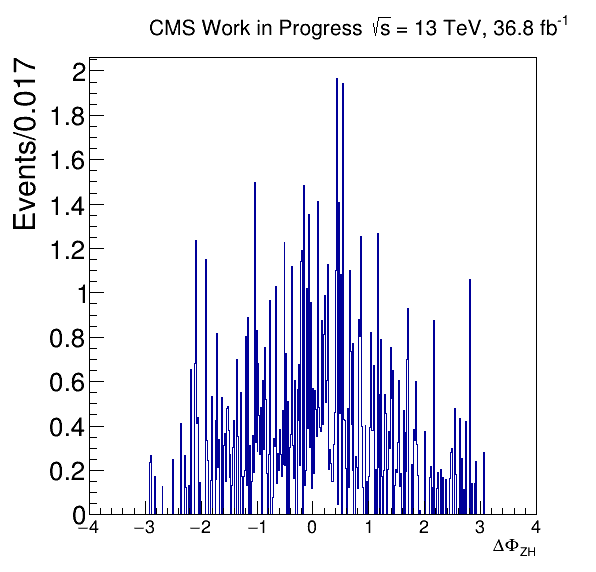 CMS Work in Progress √s = 13 TeV, 36.8 fb⁻¹
Events/0.017
2
1.8
1.6
1.4
1.2
1
0.8
0.6
0.4
0.2
0
−4 −3 −2 −1 0 1 2 3 4
ΔΦ_ZH